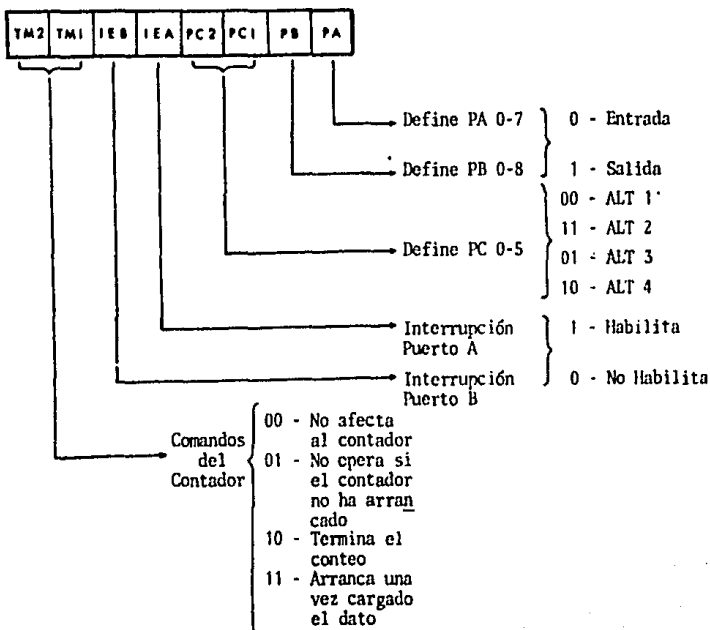 TM2 TM1 IEB IEA PC2 PC1 PB PA
Define PA 0-7
0 - Entrada
Define PB 0-8
1 - Salida
Define PC 0-5
00 - ALT 1
11 - ALT 2
01 - ALT 3
10 - ALT 4
Interrupción
Puerto A
1 - Habilita
Interrupción
Puerto B
0 - No Habilita
Comandos
del
Contador
00 - No afecta
al contador
01 - No opera si
el contador
no ha arran
cado
10 - Termina el
conteo
11 - Arranca una
vez cargado
el dato